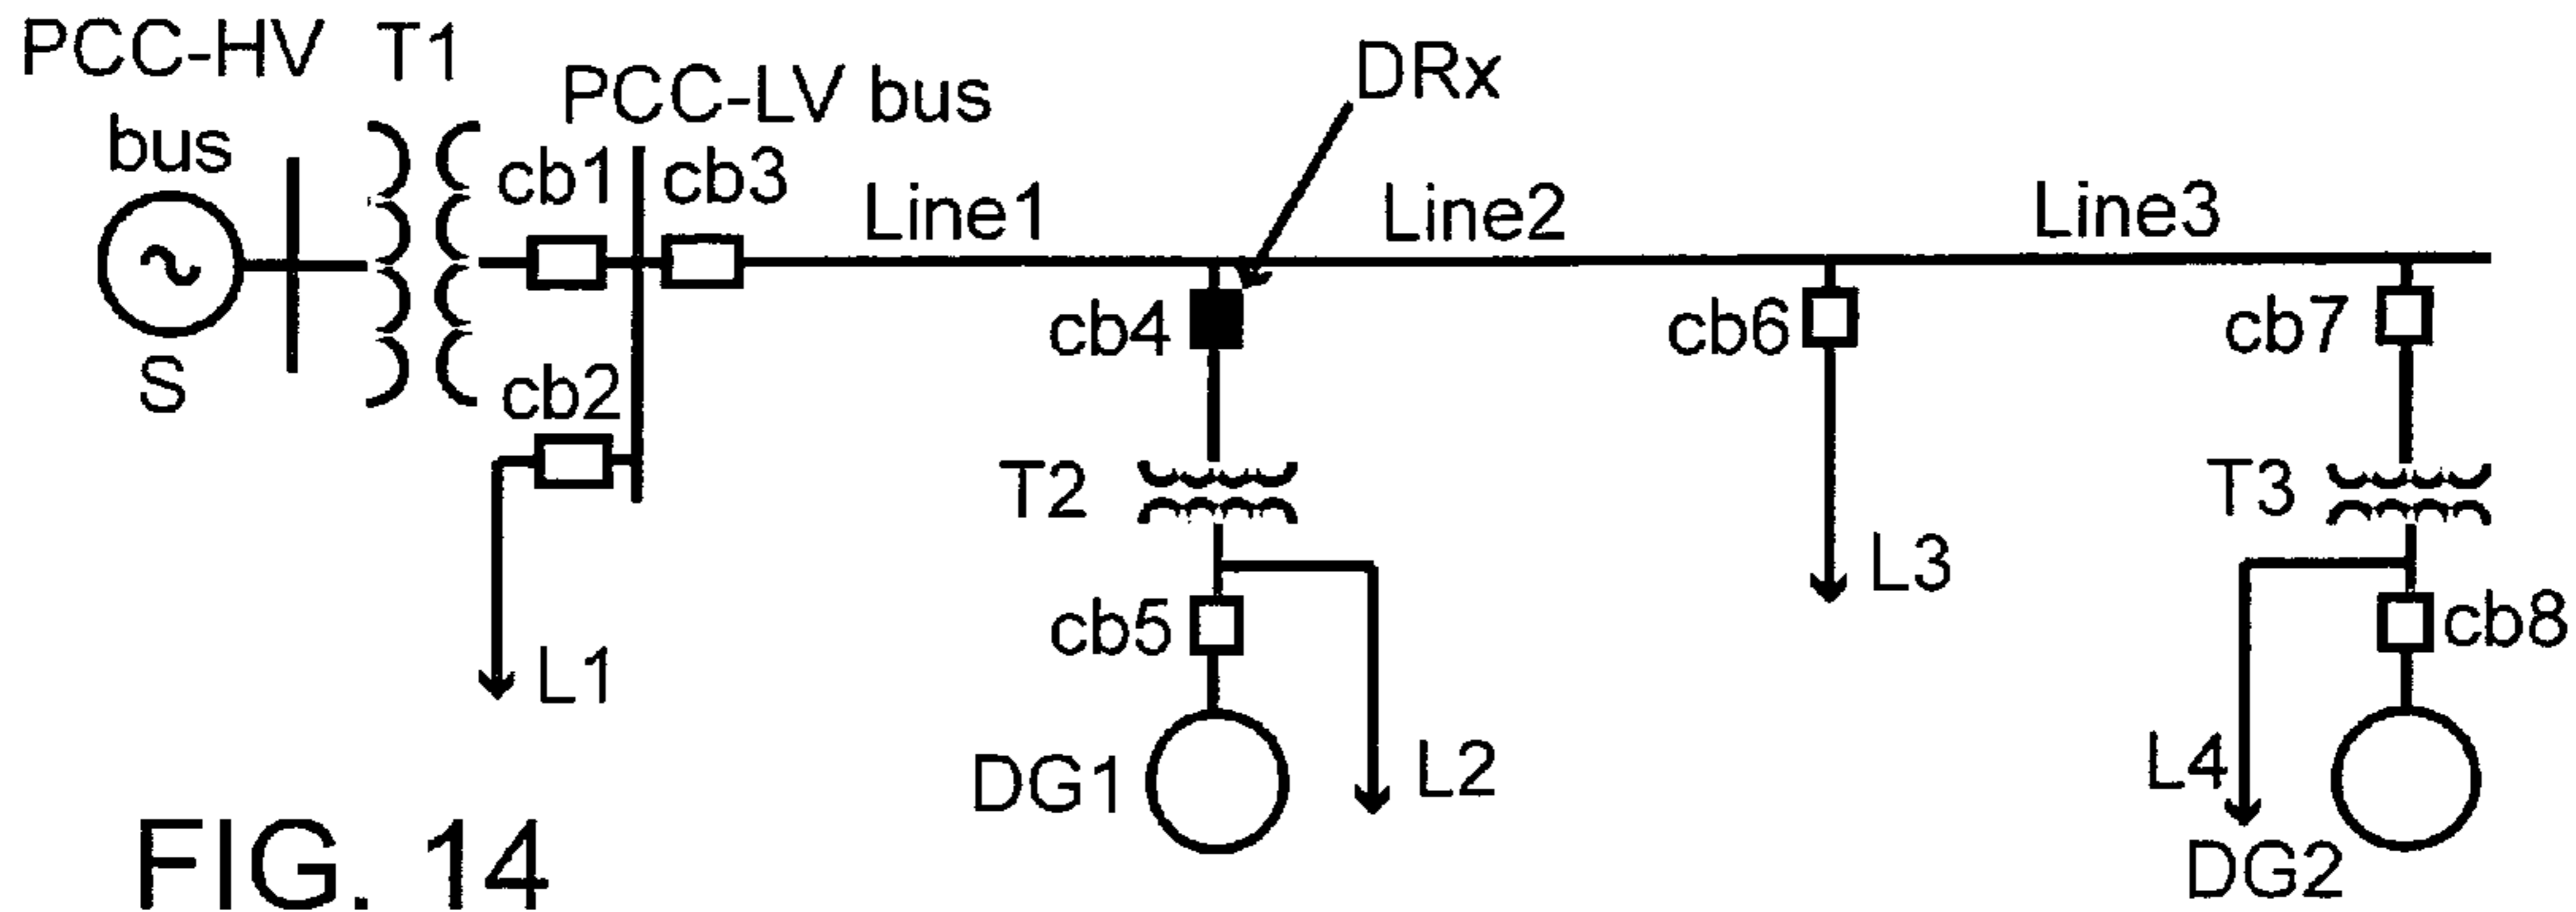 PCC-HV
bus
T1
PCC-LV bus
DRx
cb1
cb3
Line1
Line2
Line3
S
cb2
cb4
cb6
cb7
T2
T3
L1
cb5
L3
cb8
DG1
L2
L4
DG2
FIG. 14